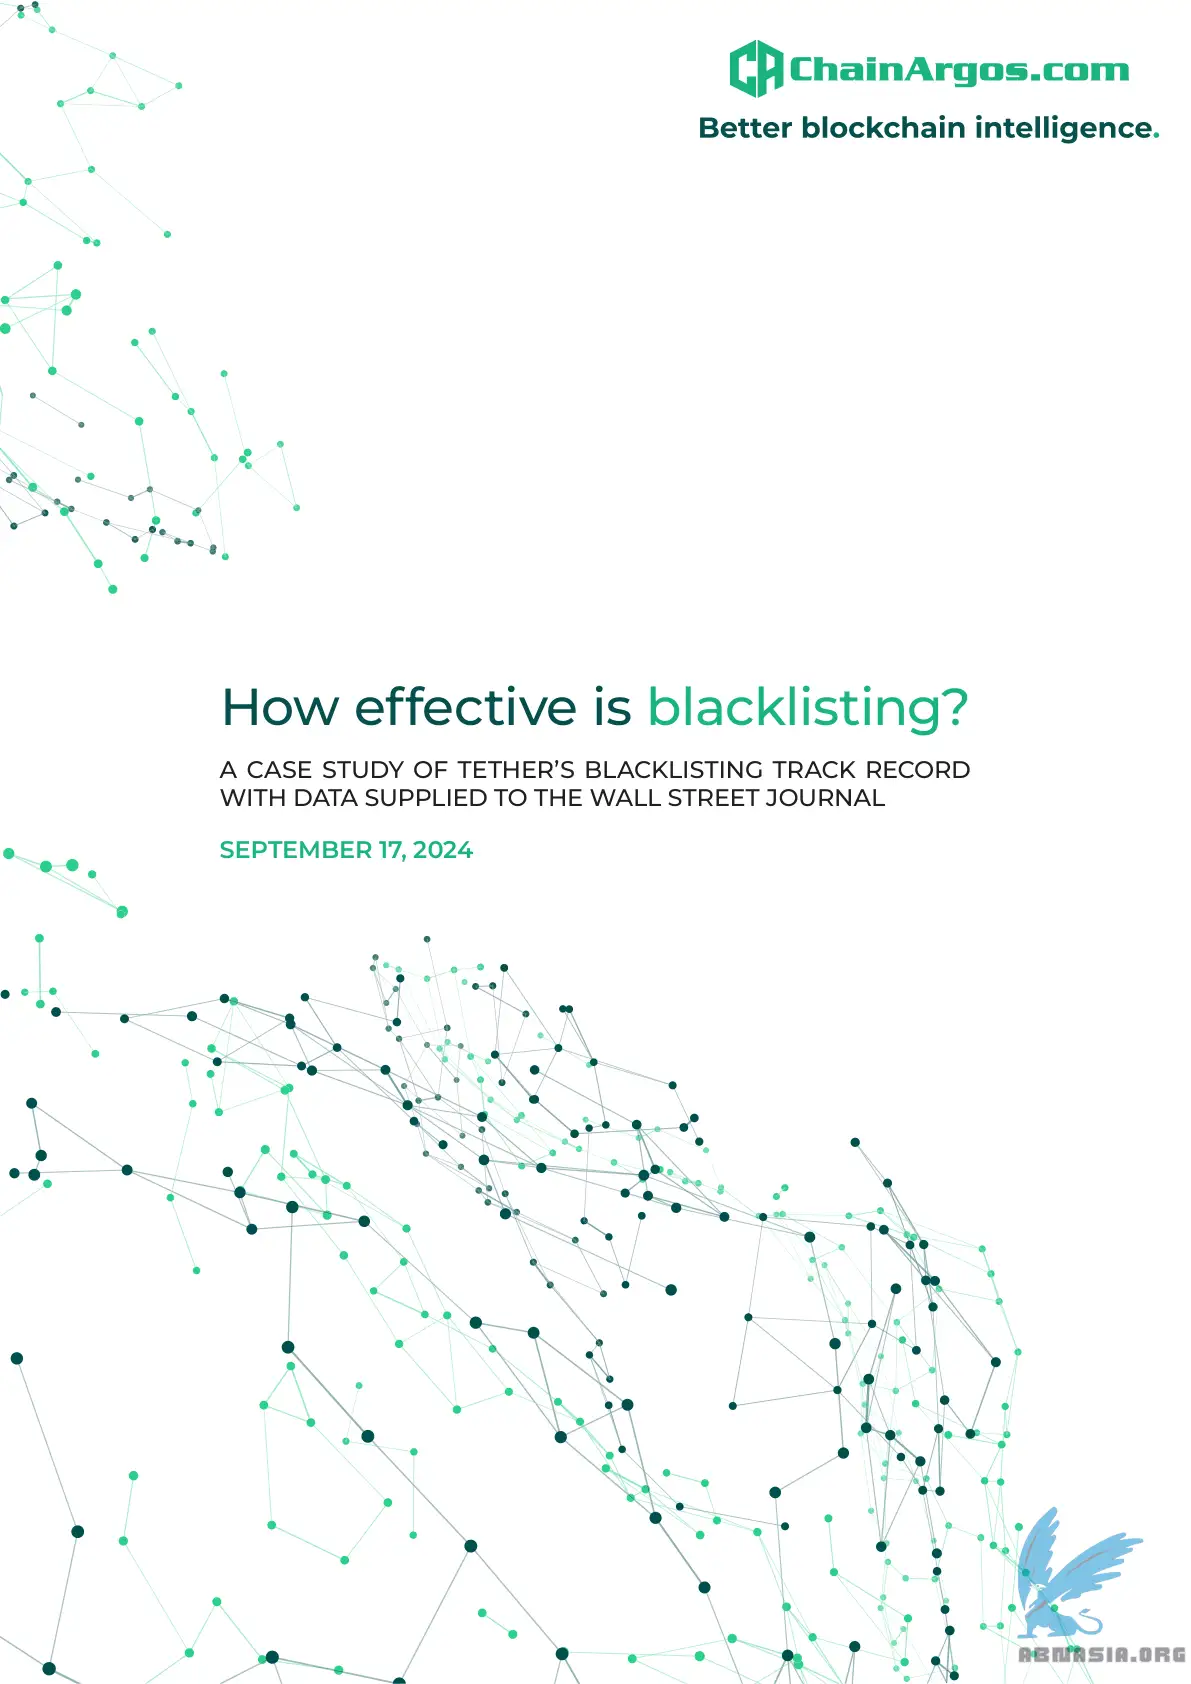 CA ChainArgos.com
Better blockchain intelligence.
How effective is blacklisting?
A CASE STUDY OF TETHER’S BLACKLISTING TRACK RECORD
WITH DATA SUPPLIED TO THE WALL STREET JOURNAL
SEPTEMBER 17, 2024
ABNASIA.ORG